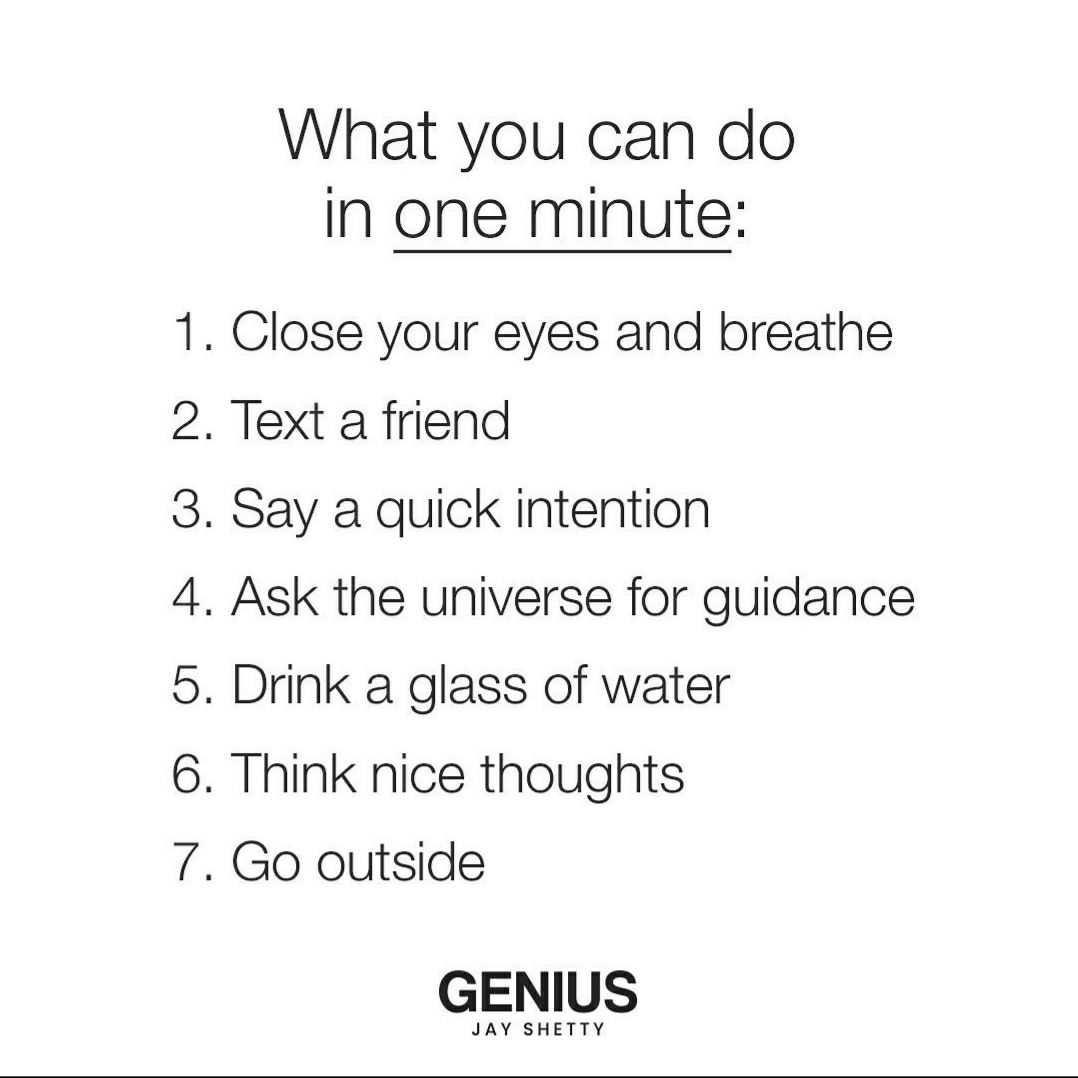 What you can do
in one minute:
1. Close your eyes and breathe
2. Text a friend
3. Say a quick intention
4. Ask the universe for guidance
5. Drink a glass of water
6. Think nice thoughts
7. Go outside
GENIUS
JAY SHETTY